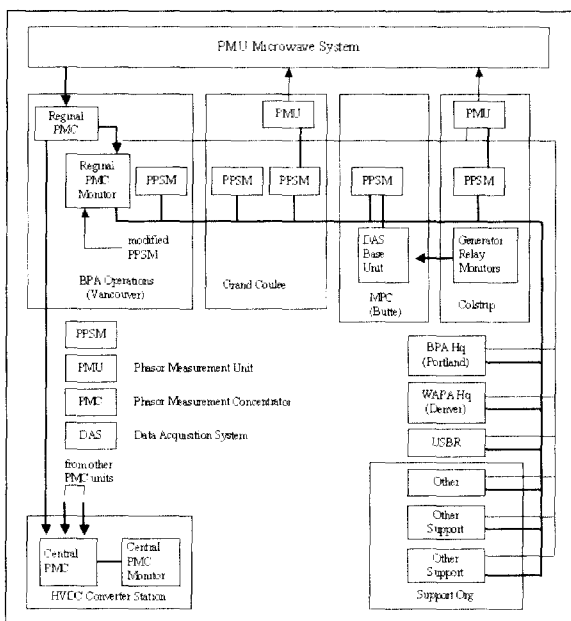 PMU Microwave System
Reginal
PMC
PMU
PMU
Reginal
PMC
Monitor
PPSM
PPSM
PPSM
PPSM
PPSM
modified
PPSM
DAS
Base
Unit
Generator
Relay
Monitors
BPA Operations
(Vancouver)
Grand Coulee
MPC
(Butte)
Colstrip
PPSM
PMU
Phasor Measurement Unit
PMC
Phasor Measurement Concentrator
DAS
Data Acquisition System
BPA Hq
(Portland)
WAPA Hq
(Denver)
USBR
from other
PMC units
Other
Other
Support
Other
Support
Support Org
Central
PMC
Central
PMC
Monitor
HVDC Converter Station